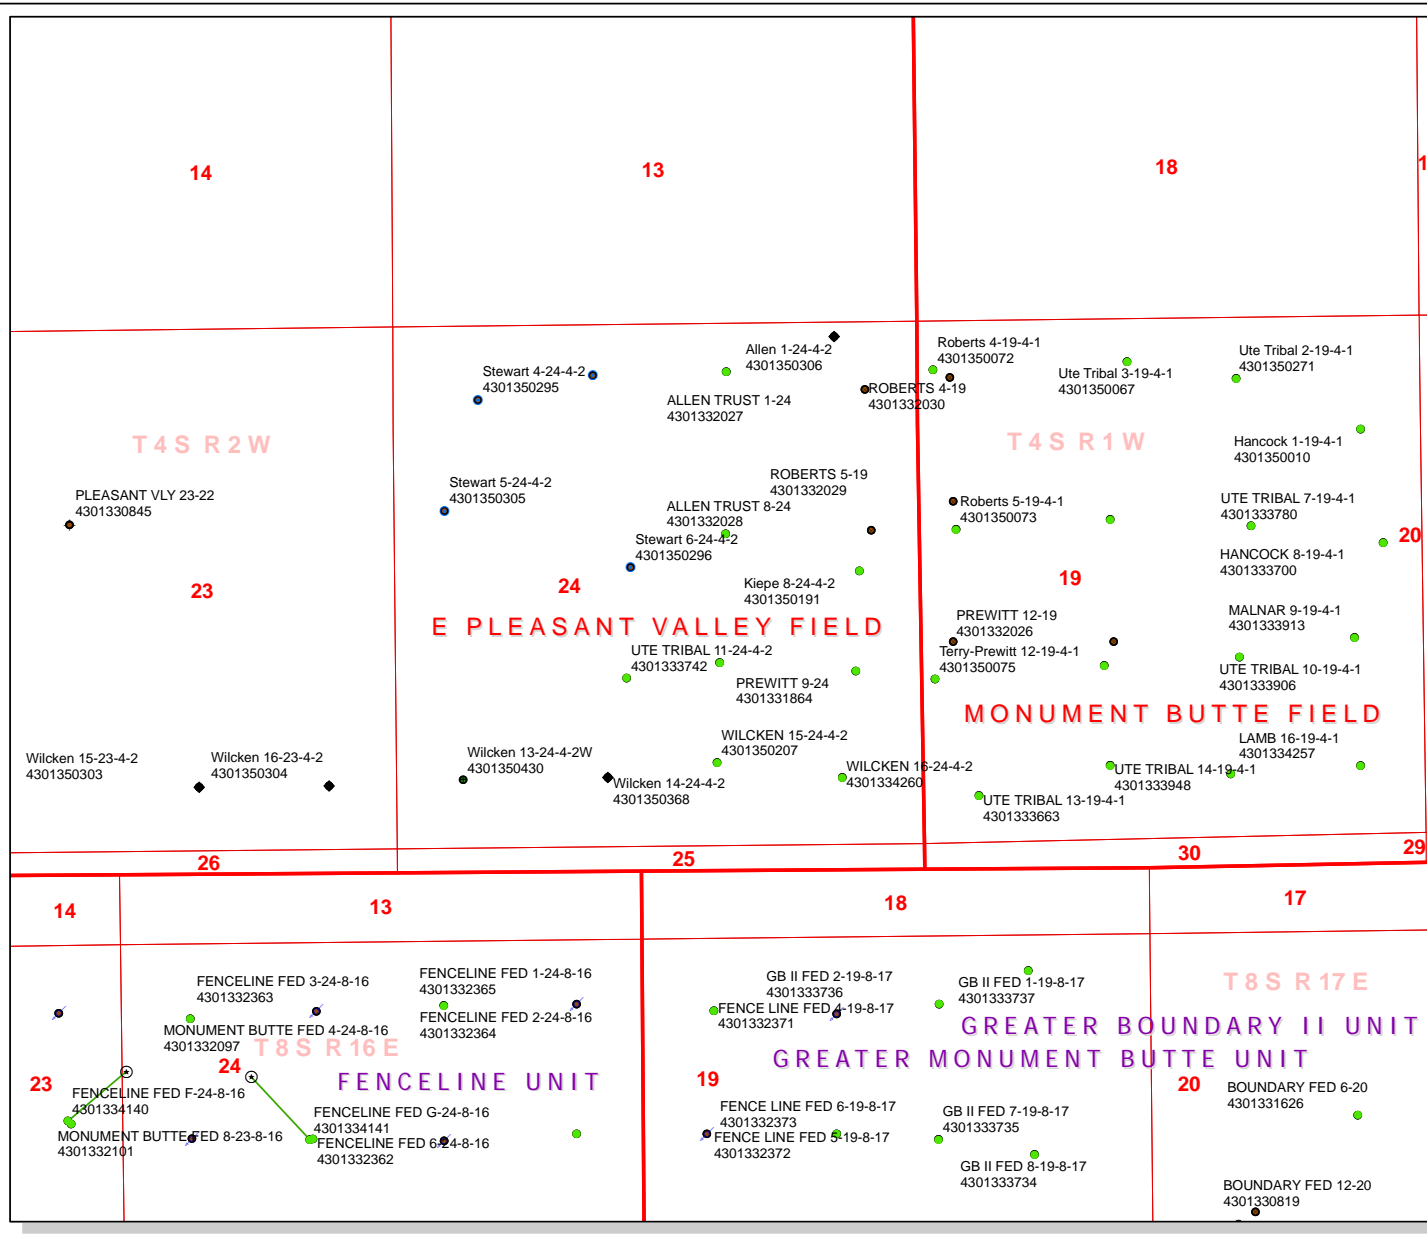 14
13
18
1
Allen 1-24-4-2
4301350306
Roberts 4-19-4-1
4301350072
Ute Tribal 3-19-4-1
4301350067
Ute Tribal 2-19-4-1
4301350271
Stewart 4-24-4-2
4301350295
ALLEN TRUST 1-24
4301332027
ROBERTS 4-19
4301332030
T4S R2W
T4S R1W
Hancock 1-19-4-1
4301350010
PLEASANT VLY 23-22
4301330845
Stewart 5-24-4-2
4301350305
ROBERTS 5-19
4301332029
ALLEN TRUST 8-24
4301332028
Roberts 5-19-4-1
4301350073
UTE TRIBAL 7-19-4-1
4301333780
Stewart 6-24-4-2
4301350296
HANCOCK 8-19-4-1
4301333700
20
23
24
19
Kiepe 8-24-4-2
4301350191
E PLEASANT VALLEY FIELD
PREWITT 12-19
4301332026
MALNAR 9-19-4-1
4301333913
UTE TRIBAL 11-24-4-2
4301333742
Terry-Prewitt 12-19-4-1
4301350075
PREWITT 9-24
4301331864
UTE TRIBAL 10-19-4-1
4301333906
MONUMENT BUTTE FIELD
Wilcken 15-23-4-2
4301350303
Wilcken 16-23-4-2
4301350304
Wilcken 13-24-4-2W
4301350430
WILCKEN 15-24-4-2
4301350207
LAMB 16-19-4-1
4301334257
Wilcken 14-24-4-2
4301350368
WILCKEN 16-24-4-2
4301334260
UTE TRIBAL 14-19-4-1
4301333948
UTE TRIBAL 13-19-4-1
4301333663
26
25
30
29
14
13
18
17
FENCELINE FED 3-24-8-16
4301332363
FENCELINE FED 1-24-8-16
4301332365
GB II FED 2-19-8-17
4301333736
GB II FED 1-19-8-17
4301333737
T8S R17E
FENCELINE FED 2-24-8-16
4301332364
FENCE LINE FED 4-19-8-17
4301332371
MONUMENT BUTTE FED 4-24-8-16
4301332097
T8S R16E
GREATER BOUNDARY II UNIT
GREATER MONUMENT BUTTE UNIT
23
24
FENCELINE UNIT
19
20
FENCELINE FED F-24-8-16
4301334140
BOUNDARY FED 6-20
4301331626
FENCELINE FED G-24-8-16
4301334141
FENCE LINE FED 6-19-8-17
4301332373
GB II FED 7-19-8-17
4301333735
MONUMENT BUTTE FED 8-23-8-16
4301332101
FENCELINE FED 6-24-8-16
4301332362
FENCE LINE FED 5-19-8-17
4301332372
GB II FED 8-19-8-17
4301333734
BOUNDARY FED 12-20
4301330819